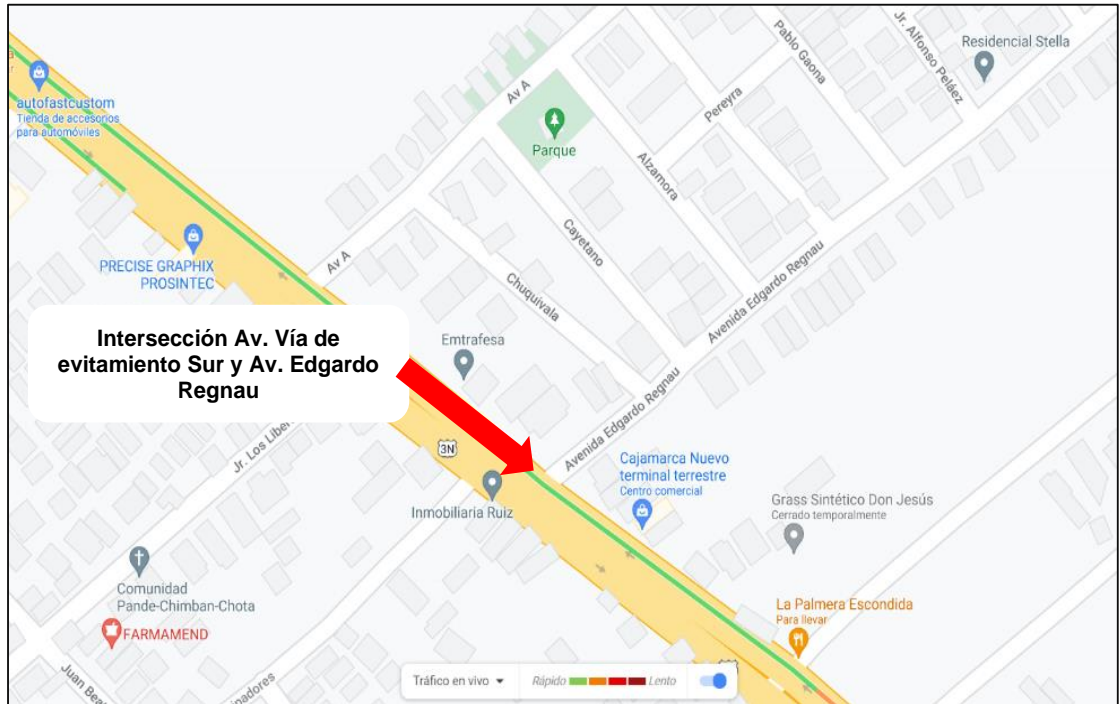 Pablo Gaona
Jr. Alfonso Peláez
Residencial Stella
autofastcustom
Tienda de accesorios
para automóviles
Av A
Pereyra
Parque
Alzamora
Cayetano
PRECISE GRAPHIX
PROSINTEC
Av A
Chuquivala
Avenida Edgardo Regnau
Intersección Av. Vía de
evitamiento Sur y Av. Edgardo
Regnau
Emtrafesa
Jr. Los
3N
Avenida Edgardo Regnau
Inmobiliaria Ruiz
Cajamarca Nuevo
terminal terrestre
Centro comercial
Grass Sintético Don Jesús
Cerrado temporalmente
Comunidad
Pande-Chimban-Chota
FARMAMEND
La Palmera Escondida
Para llevar
Juan
Tráfico en vivo
Rápido
Lento